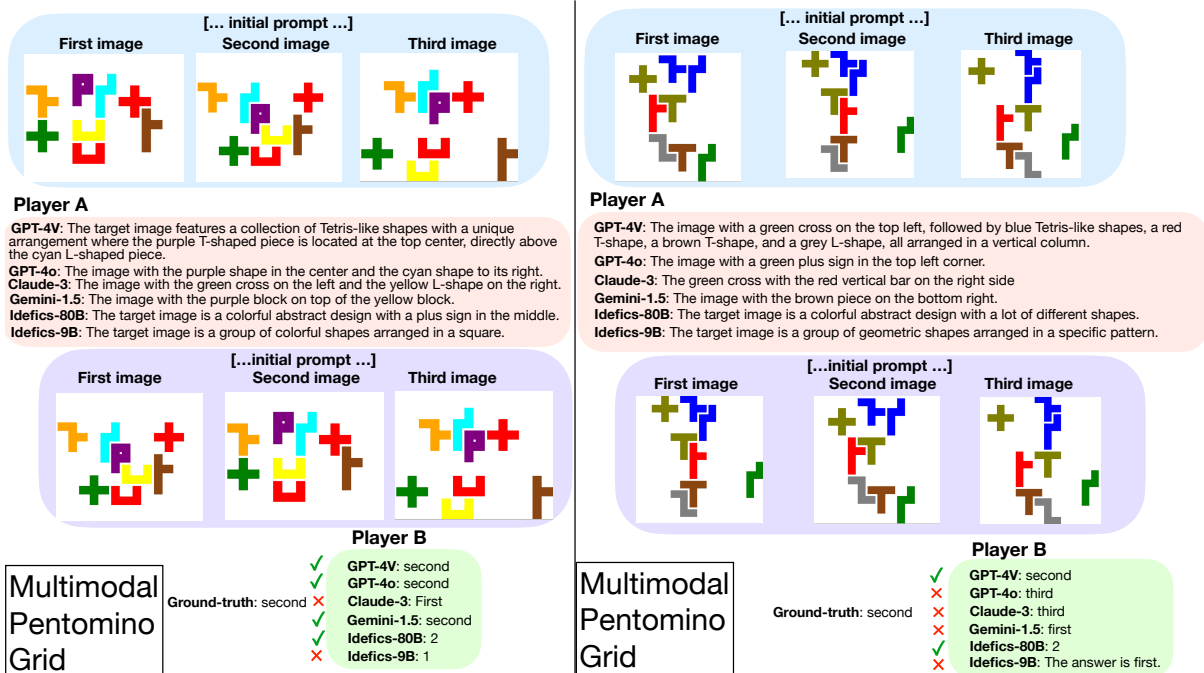 [... initial prompt ...]
First image
Second image
Third image
Player A
GPT-4V: The target image features a collection of Tetris-like shapes with a unique
arrangement where the purple T-shaped piece is located at the top center, directly above
the cyan L-shaped piece.
GPT-4o: The image with the purple shape in the center and the cyan shape to its right.
Claude-3: The image with the green cross on the left and the yellow L-shape on the right.
Gemini-1.5: The image with the purple block on top of the yellow block.
Idefics-80B: The target image is a colorful abstract design with a plus sign in the middle.
Idefics-9B: The target image is a group of colorful shapes arranged in a square.
[...initial prompt ...]
First image
Second image
Third image
Player B
Ground-truth: second
GPT-4V: second
GPT-4o: second
Claude-3: First
Gemini-1.5: second
Idefics-80B: 2
Idefics-9B: 1
Multimodal
Pentomino
Grid
[... initial prompt ...]
First image
Second image
Third image
Player A
GPT-4V: The image with a green cross on the top left, followed by blue Tetris-like shapes, a red
T-shape, a brown T-shape, and a grey L-shape, all arranged in a vertical column.
GPT-4o: The image with a green plus sign in the top left corner.
Claude-3: The green cross with the red vertical bar on the right side
Gemini-1.5: The image with the brown piece on the bottom right.
Idefics-80B: The target image is a colorful abstract design with a lot of different shapes.
Idefics-9B: The target image is a group of geometric shapes arranged in a specific pattern.
[...initial prompt ...]
First image
Second image
Third image
Player B
Ground-truth: second
GPT-4V: second
GPT-4o: third
Claude-3: third
Gemini-1.5: first
Idefics-80B: 2
Idefics-9B: The answer is first.
Multimodal
Pentomino
Grid